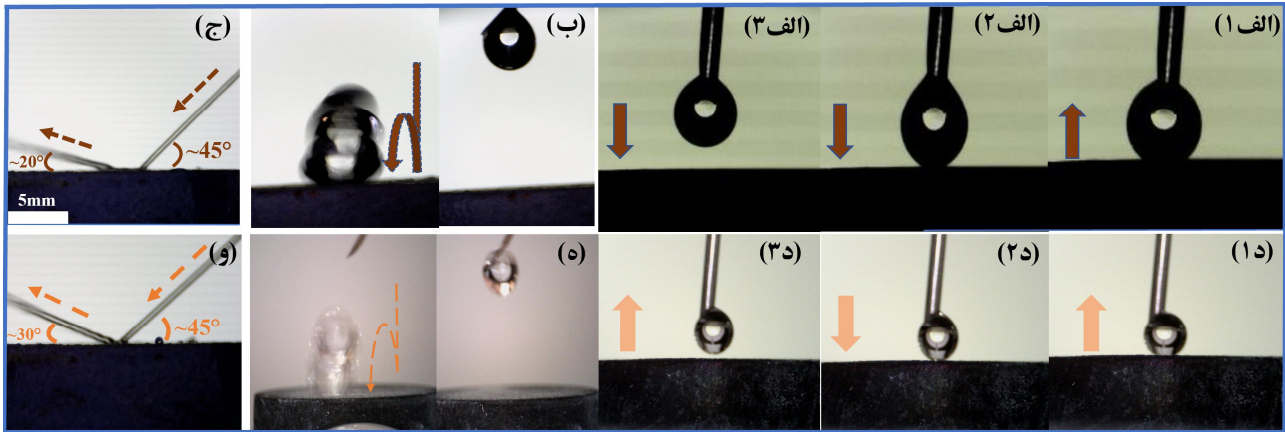 (الف۱)
(الف۲)
(الف۳)
(ب)
(ج)
~45°
~20°
5mm
(د۱)
(د۲)
(د۳)
(ه)
(و)
~45°
~30°